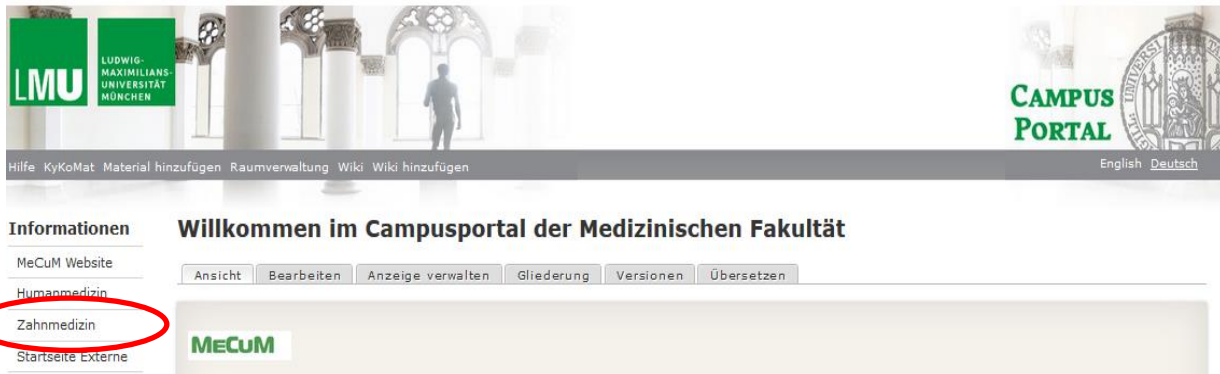 LMU
LUDWIG-
MAXIMILIANS-
UNIVERSITÄT
MÜNCHEN
CAMPUS
PORTAL
Hilfe KyKoMat Material hinzufügen Raumverwaltung Wiki Wiki hinzufügen
English Deutsch
Informationen
MeCuM Website
Humanmedizin
Zahnmedizin
Startseite Externe
Willkommen im Campusportal der Medizinischen Fakultät
Ansicht Bearbeiten Anzeige verwalten Gliederung Versionen Übersetzen
MeCuM